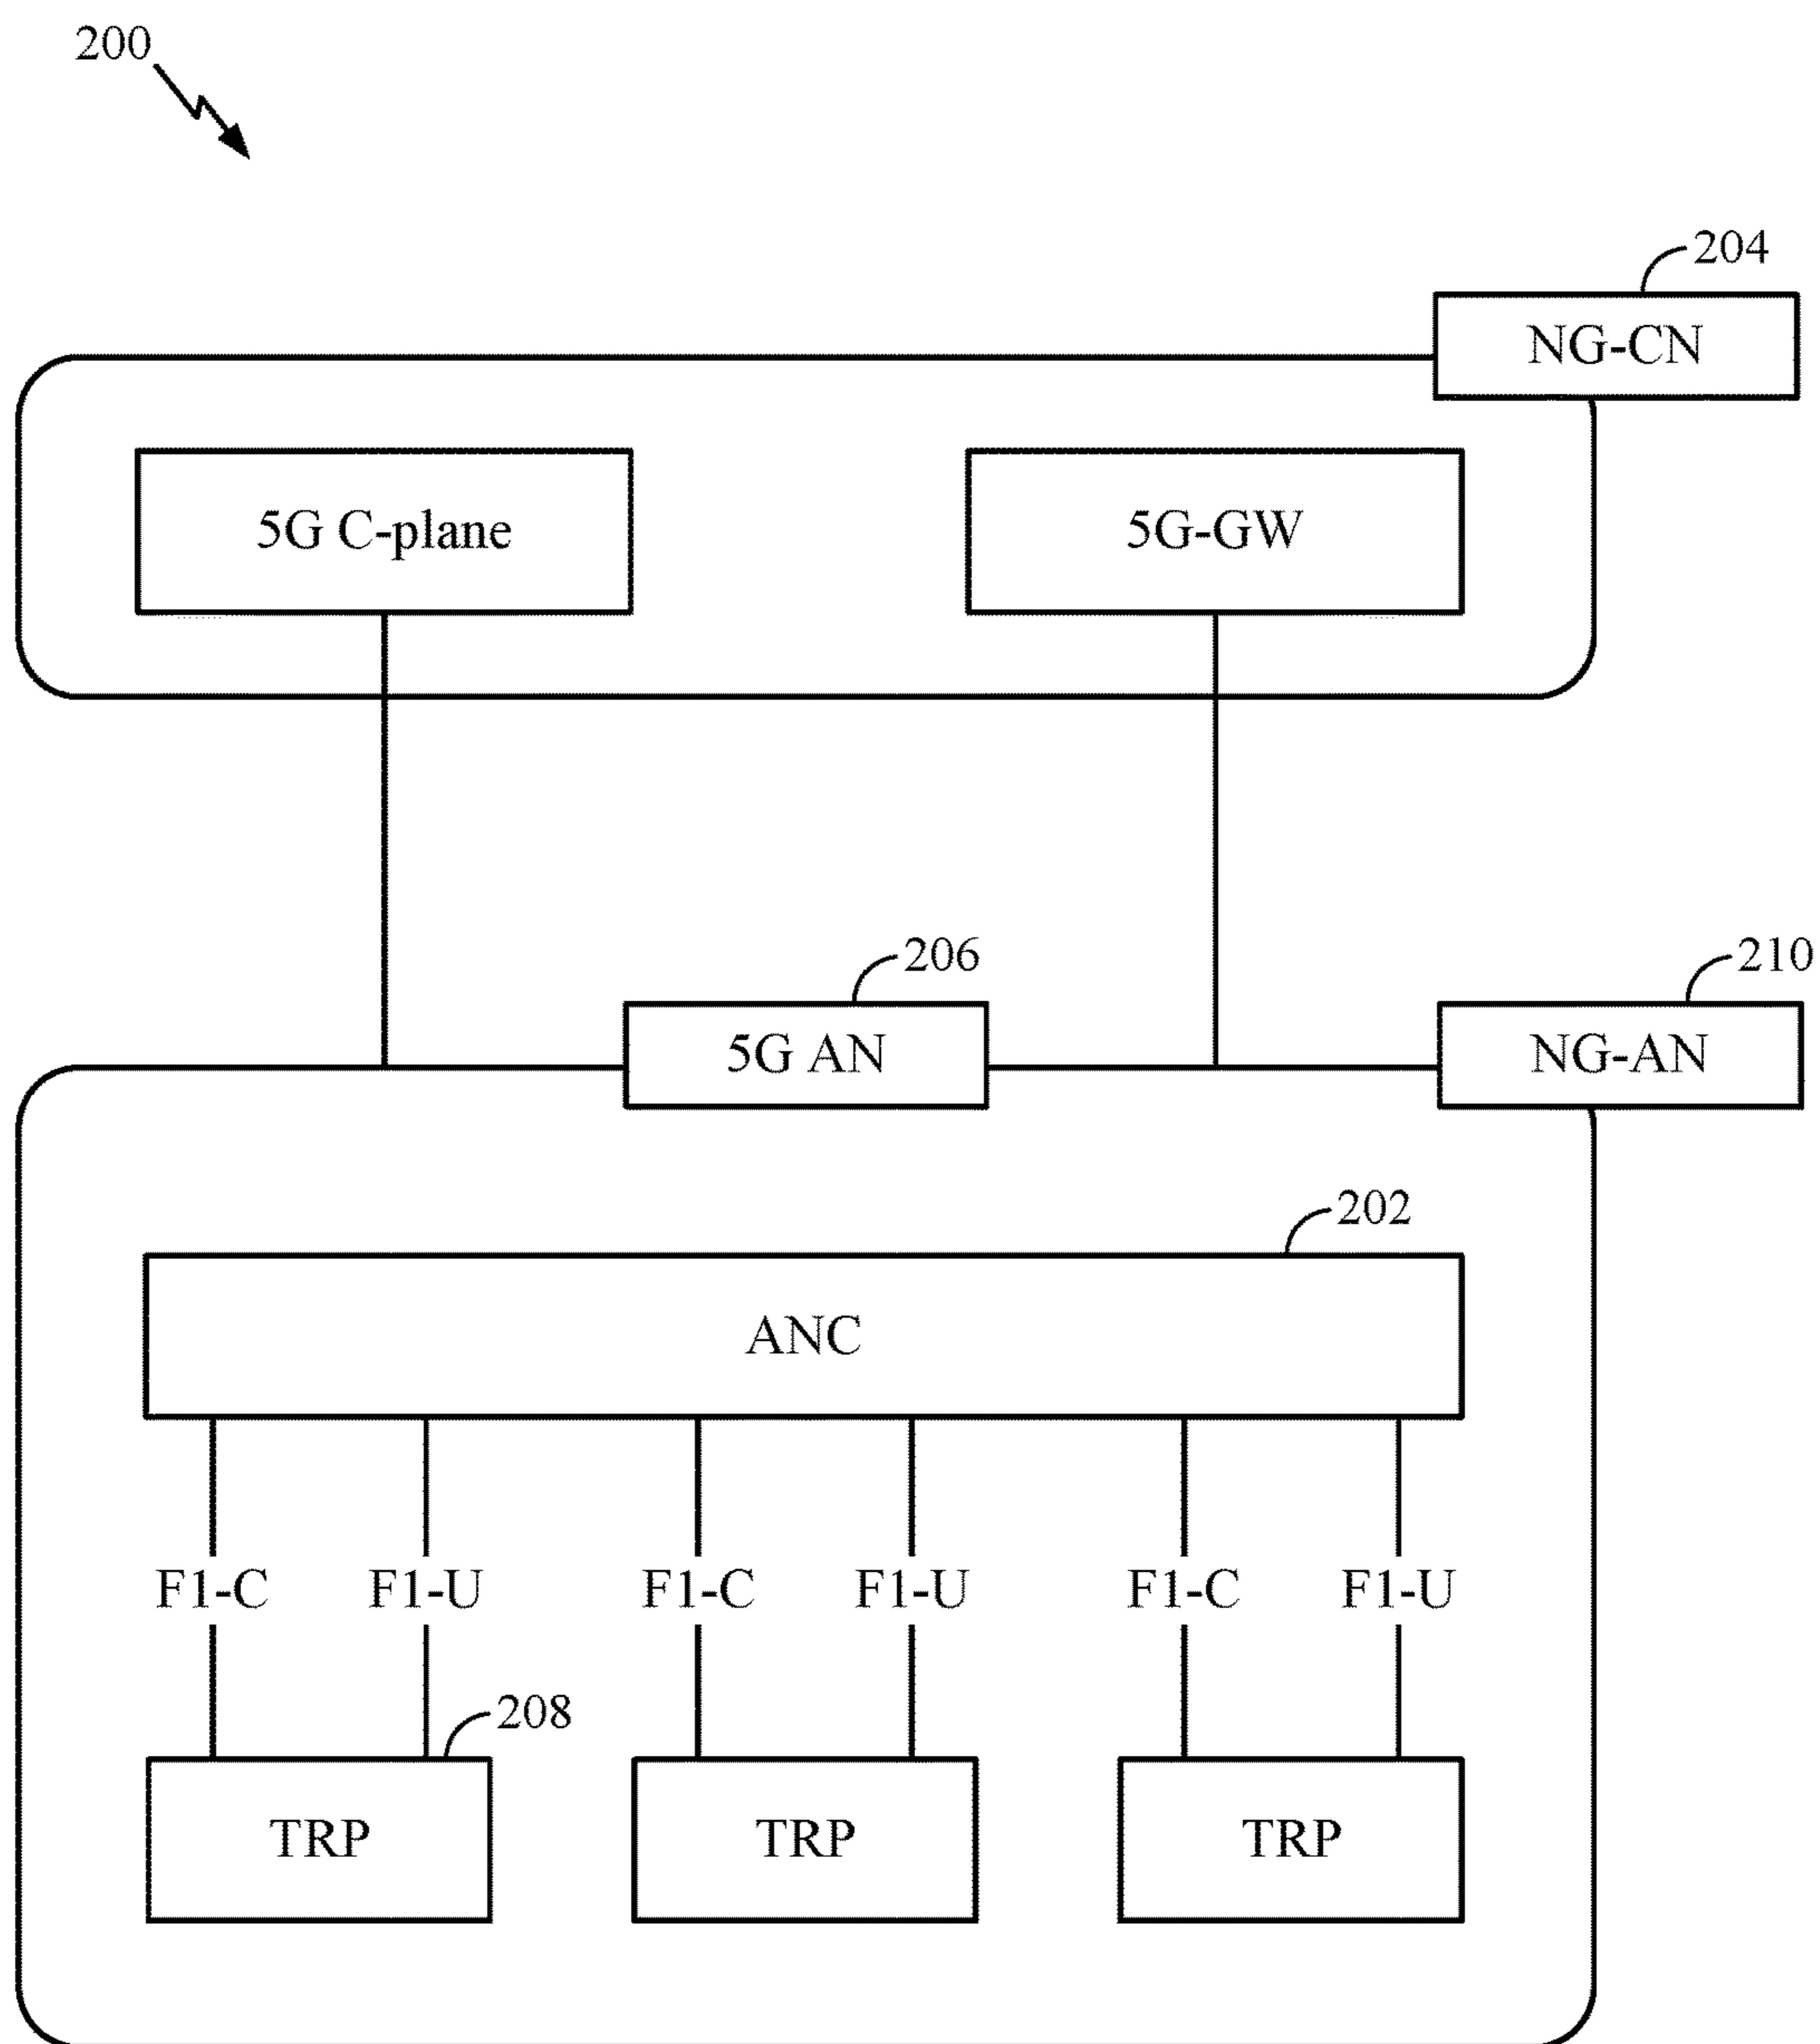 200
204
NG-CN
5G C-plane
5G-GW
206
210
5G AN
NG-AN
202
ANC
F1-C
F1-U
F1-C
F1-U
F1-C
F1-U
208
TRP
TRP
TRP